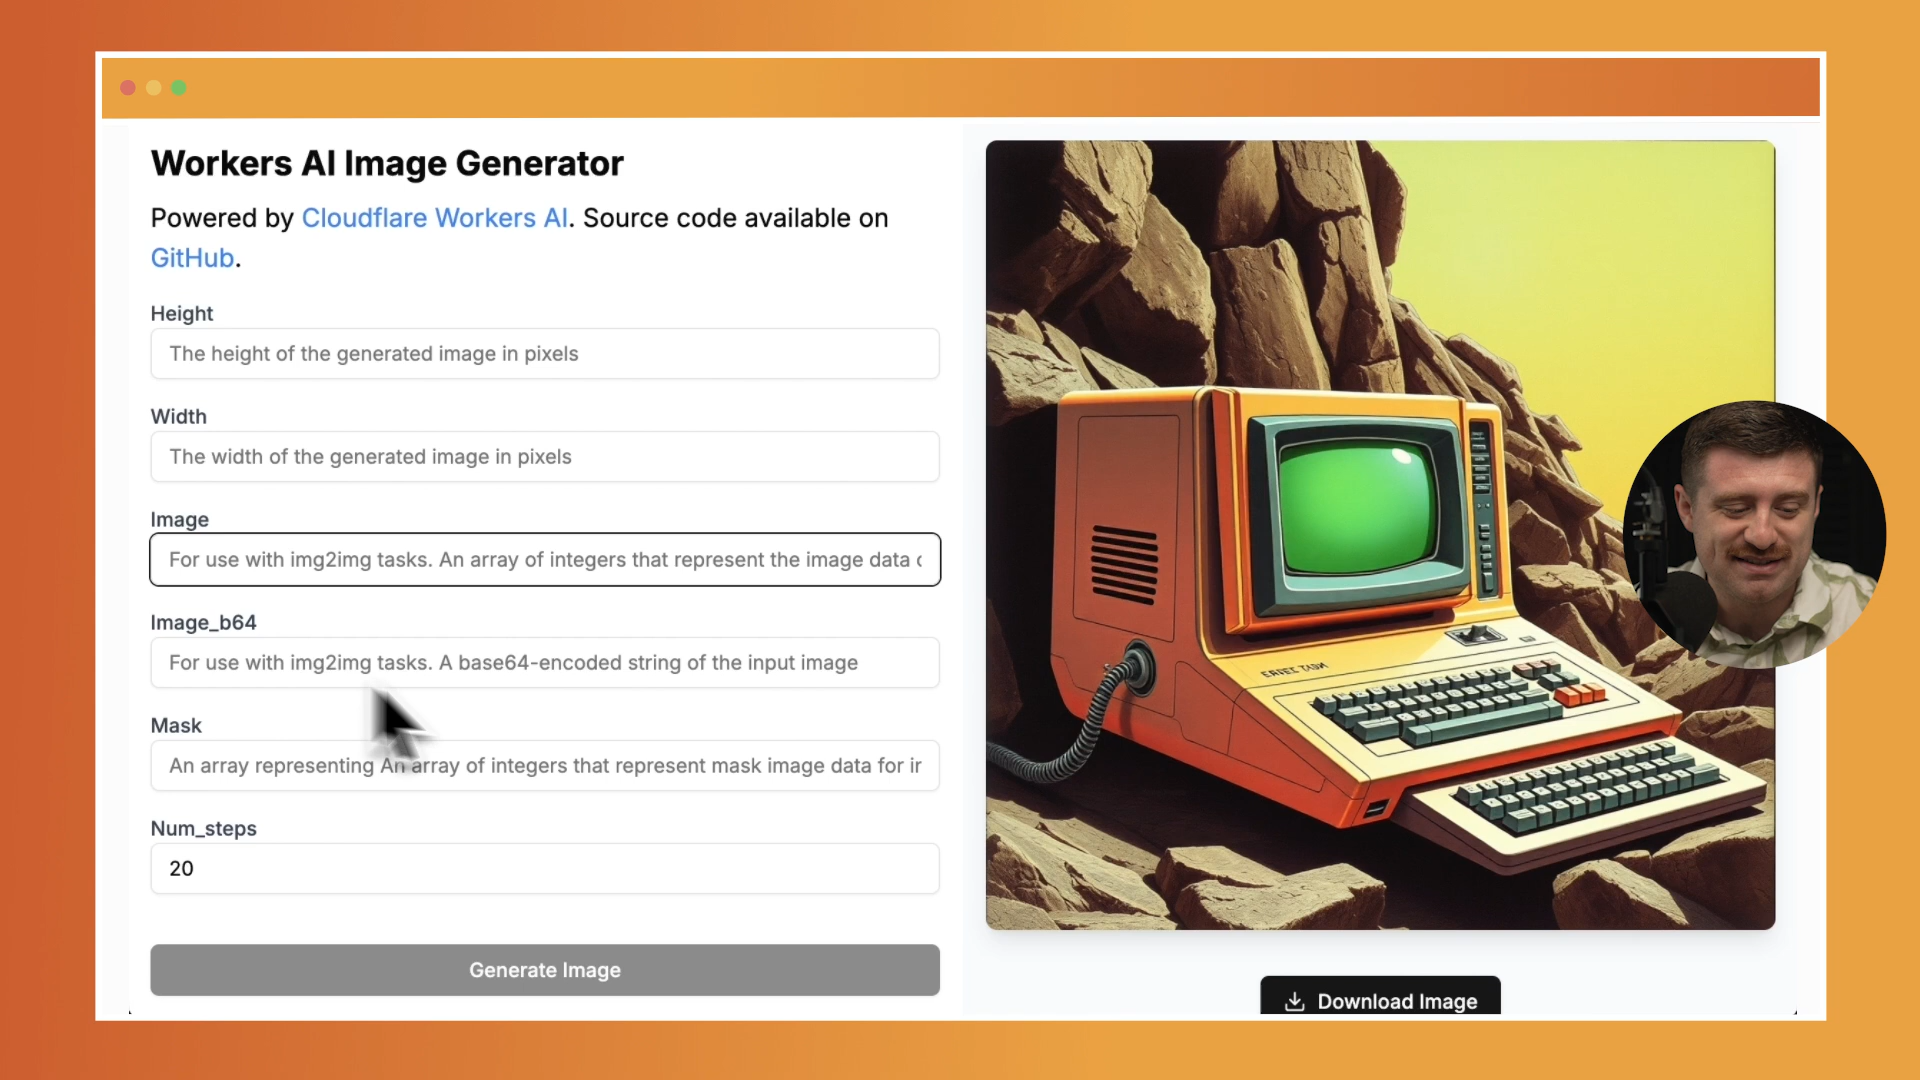 Workers AI Image Generator
Powered by Cloudflare Workers AI. Source code available on
GitHub.
Height
The height of the generated image in pixels
Width
The width of the generated image in pixels
Image
For use with img2img tasks. An array of integers that represent the image data
Image_b64
For use with img2img tasks. A base64-encoded string of the input image
Mask
An array representing An array of integers that represent mask image data for
Num_steps
20
Generate Image
Download Image